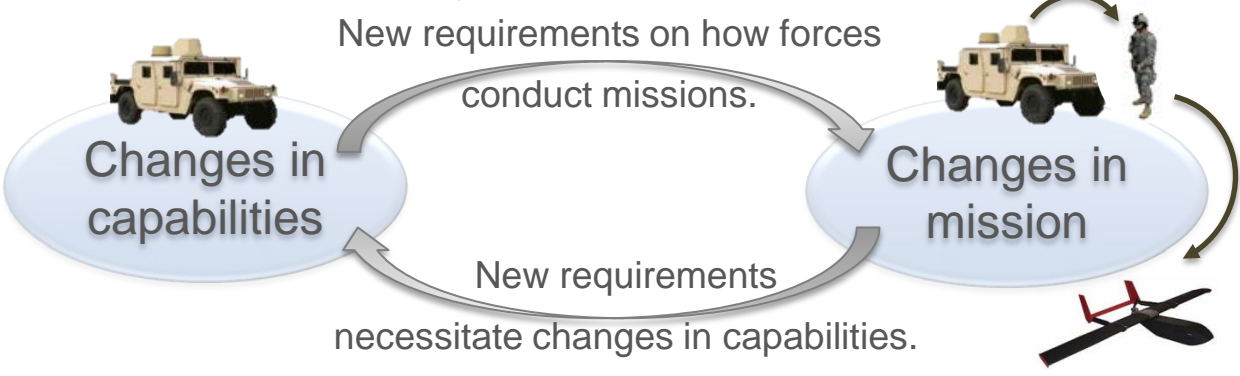 New requirements on how forces
conduct missions.
Changes in
capabilities
Changes in
mission
New requirements
necessitate changes in capabilities.